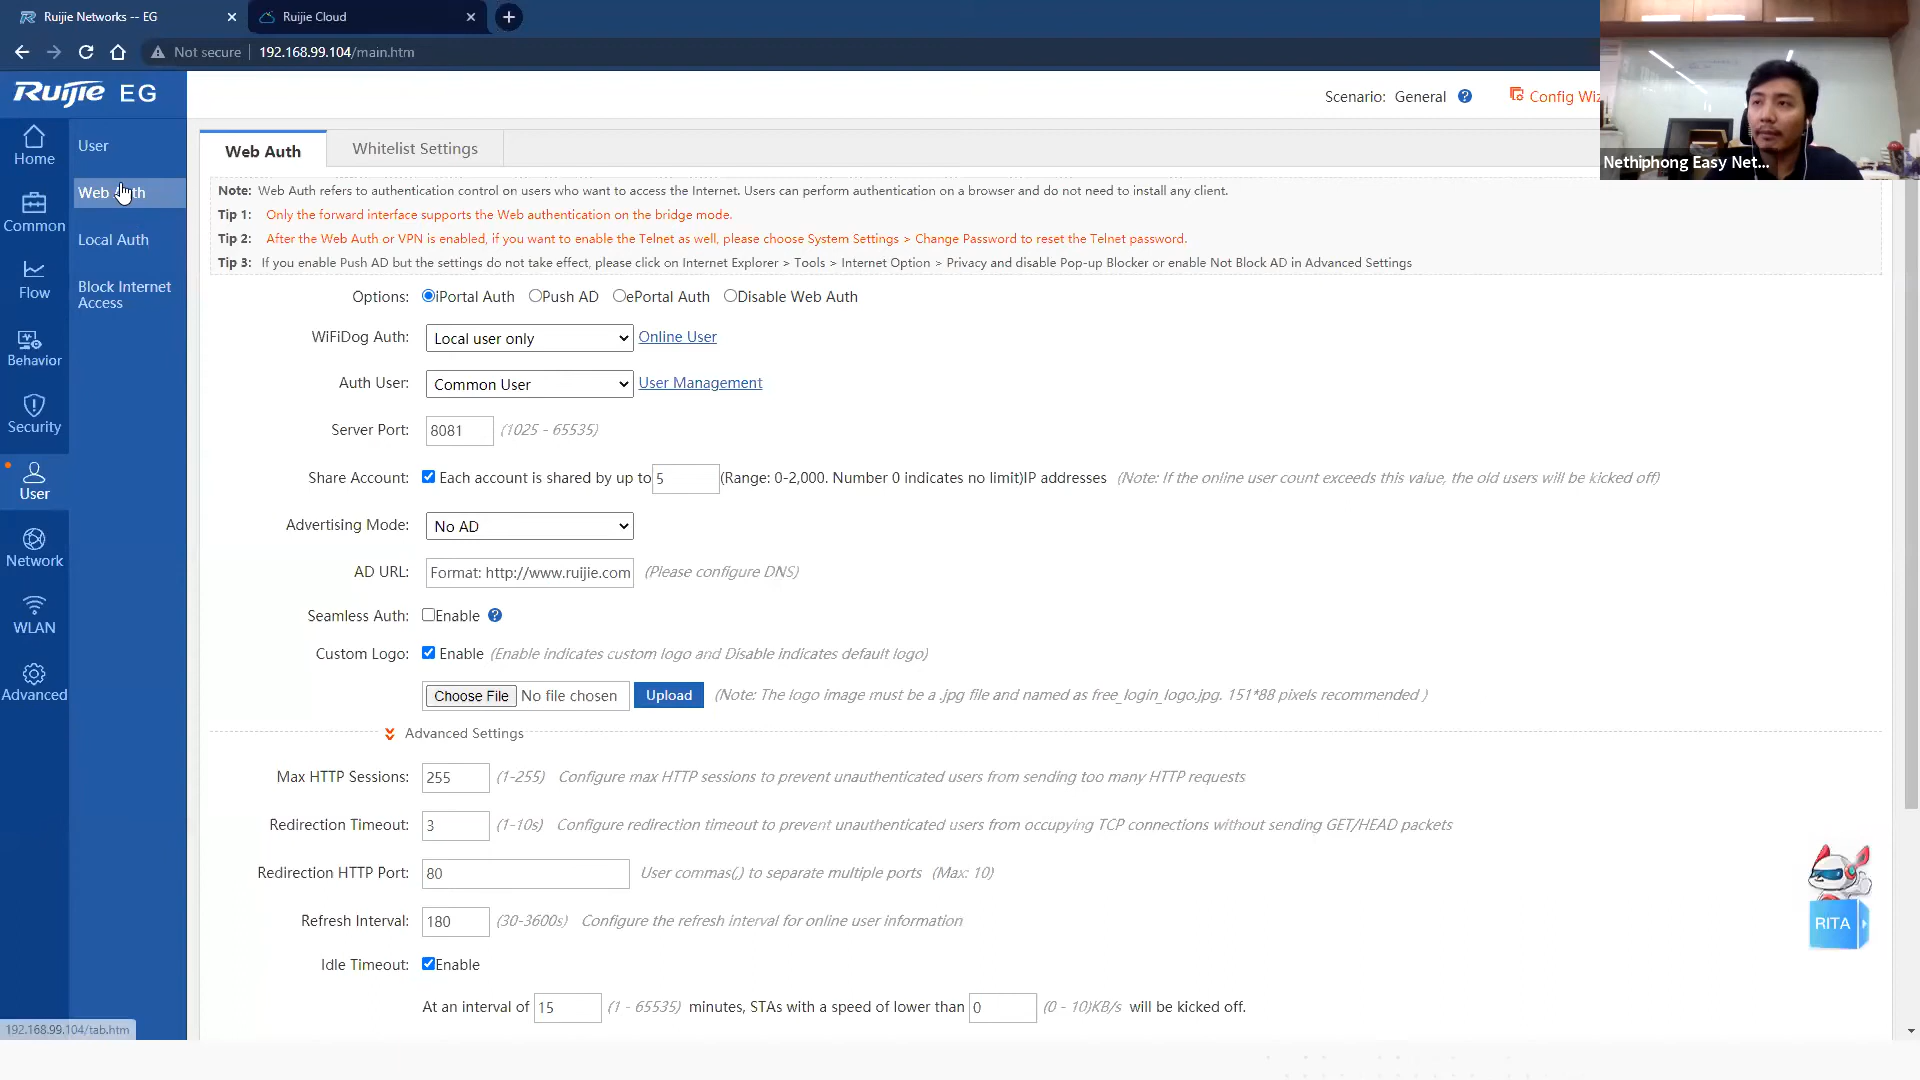 Ruijie Networks -- EG
Ruijie Cloud
Not secure
192.168.99.104/main.htm
Ruijie EG
Scenario: General
Config Wiz
Nethiphong Easy Net...
Home
Common
Flow
Behavior
Security
User
Network
WLAN
Advanced
User
Web Auth
Local Auth
Block Internet
Access
Web Auth
Whitelist Settings
Note: Web Auth refers to authentication control on users who want to access the Internet. Users can perform authentication on a browser and do not need to install any client.
Tip 1: Only the forward interface supports the Web authentication on the bridge mode.
Tip 2: After the Web Auth or VPN is enabled, if you want to enable the Telnet as well, please choose System Settings > Change Password to reset the Telnet password.
Tip 3: If you enable Push AD but the settings do not take effect, please click on Internet Explorer > Tools > Internet Option > Privacy and disable Pop-up Blocker or enable Not Block AD in Advanced Settings
Options: iPortal Auth Push AD ePortal Auth Disable Web Auth
WiFiDog Auth: Local user only Online User
Auth User: Common User User Management
Server Port: 8081 (1025 - 65535)
Share Account: Each account is shared by up to 5 (Range: 0-2,000. Number 0 indicates no limit)IP addresses (Note: If the online user count exceeds this value, the old users will be kicked off)
Advertising Mode: No AD
AD URL: Format: http://www.ruijie.com (Please configure DNS)
Seamless Auth: Enable
Custom Logo: Enable (Enable indicates custom logo and Disable indicates default logo)
Choose File No file chosen Upload (Note: The logo image must be a .jpg file and named as free_login_logo.jpg. 151*88 pixels recommended )
Advanced Settings
Max HTTP Sessions: 255 (1-255) Configure max HTTP sessions to prevent unauthenticated users from sending too many HTTP requests
Redirection Timeout: 3 (1-10s) Configure redirection timeout to prevent unauthenticated users from occupying TCP connections without sending GET/HEAD packets
Redirection HTTP Port: 80 User commas(,) to separate multiple ports (Max: 10)
Refresh Interval: 180 (30-3600s) Configure the refresh interval for online user information
Idle Timeout: Enable
At an interval of 15 (1 - 65535) minutes, STAs with a speed of lower than 0 (0 - 10)KB/s will be kicked off.
RITA
192.168.99.104/tab.htm